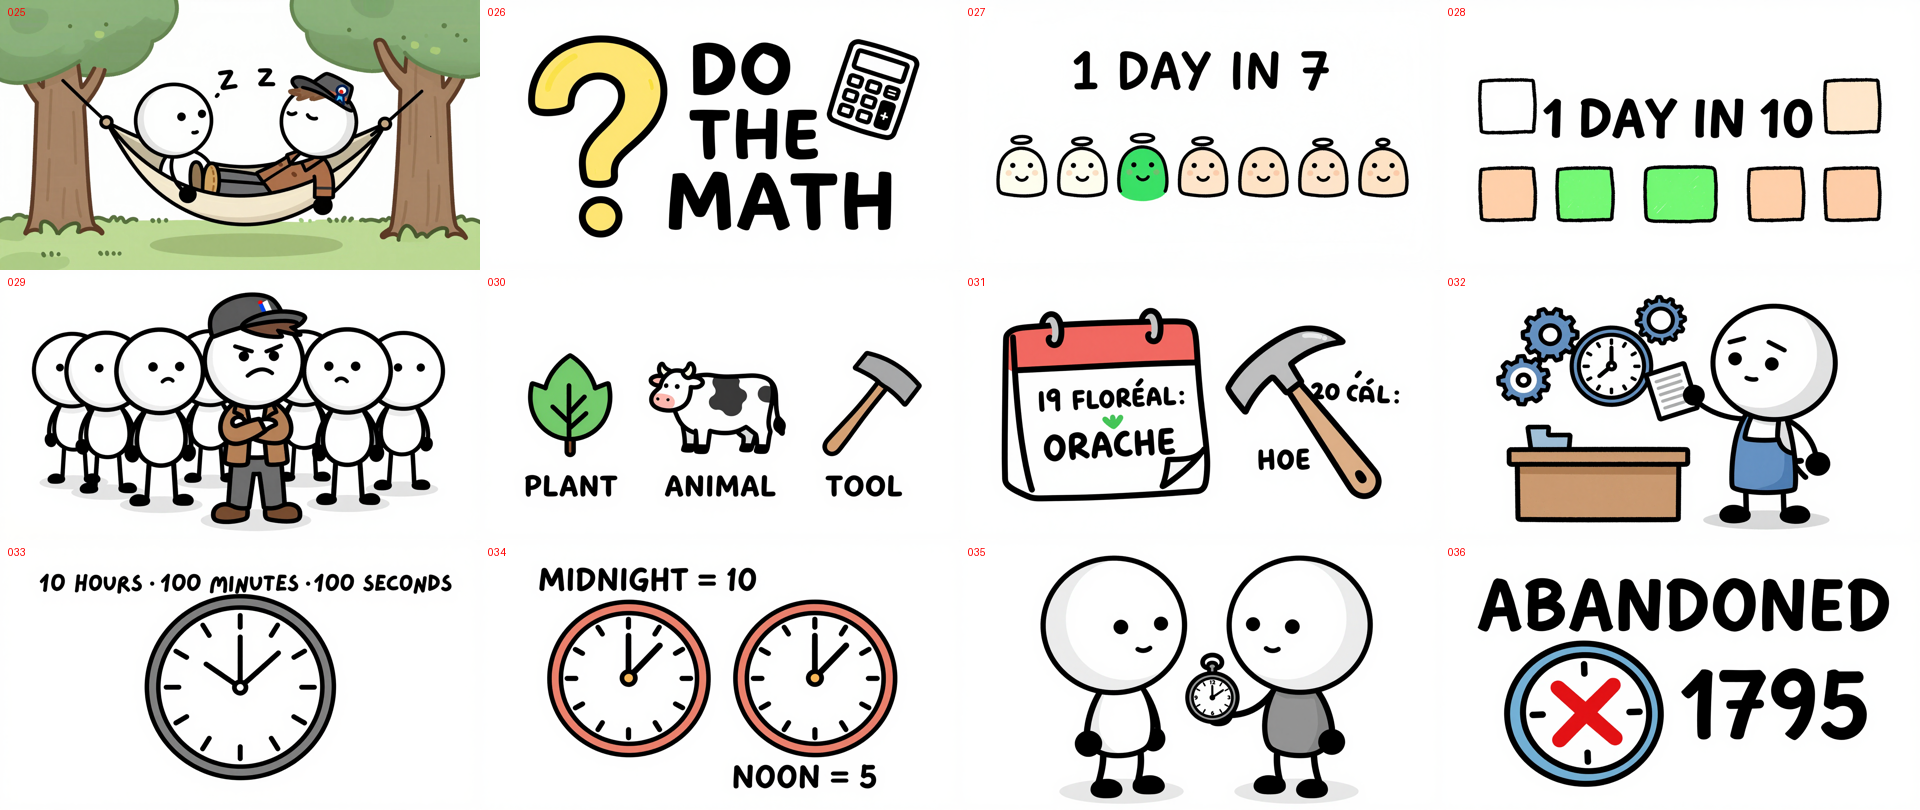 025
Z Z
026
DO
THE
MATH
027
1 DAY IN 7
028
1 DAY IN 10
029
030
PLANT
ANIMAL
TOOL
031
19 FLORÉAL:
ORACHE
20 CÁL:
HOE
032
033
10 HOURS · 100 MINUTES · 100 SECONDS
034
MIDNIGHT = 10
NOON = 5
035
036
ABANDONED
1795